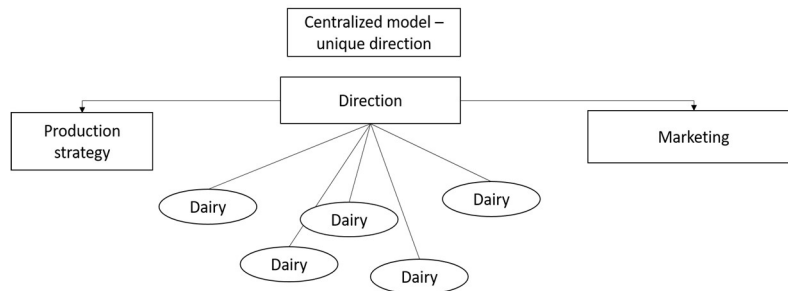 Centralized model –
unique direction
Direction
Production
strategy
Marketing
Dairy
Dairy
Dairy
Dairy
Dairy